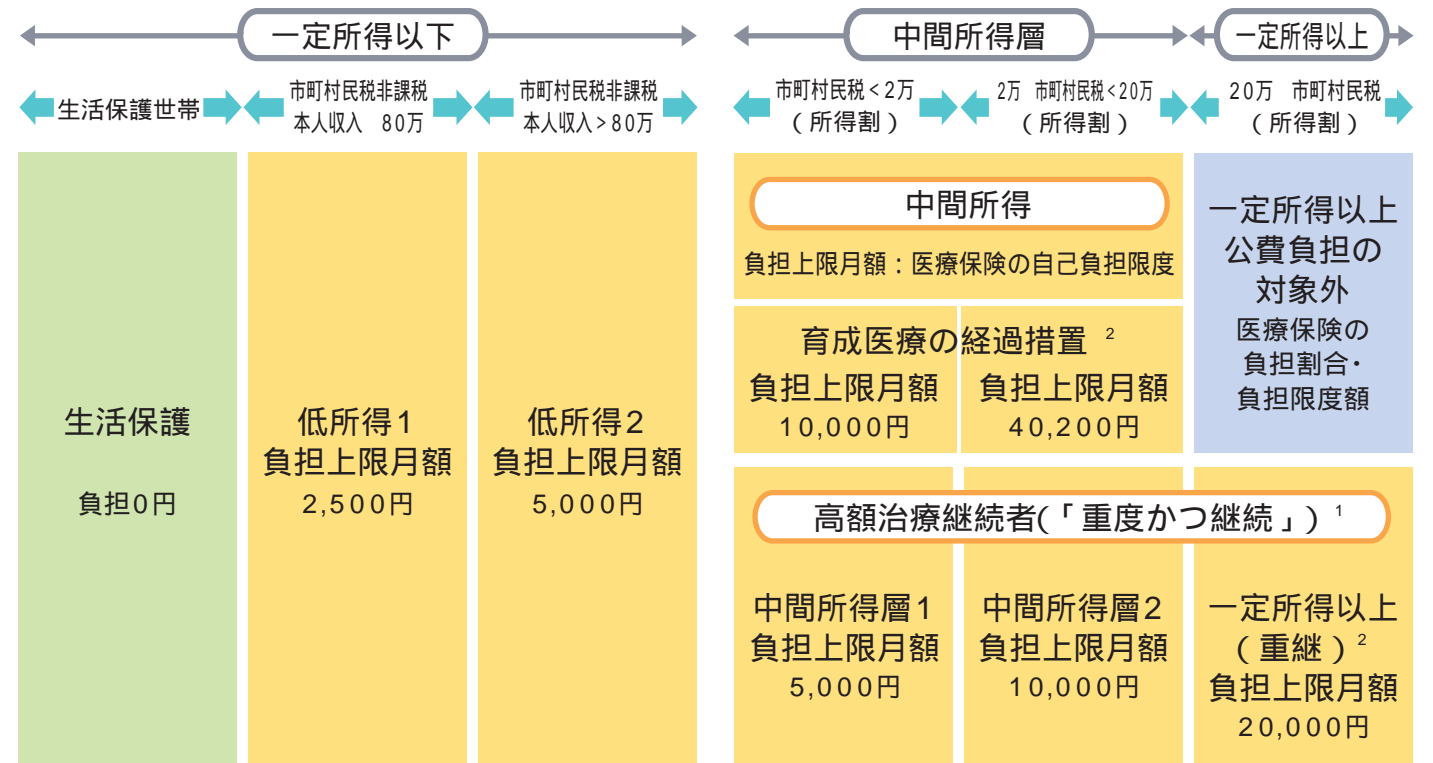 一定所得以下
中間所得層
一定所得以上
生活保護世帯
市町村民税非課税
本人収入 80万
市町村民税非課税
本人収入>80万
市町村民税<2万
(所得割)
2万 市町村民税<20万
(所得割)
20万 市町村民税
(所得割)
生活保護
負担0円
低所得1
負担上限月額
2,500円
低所得2
負担上限月額
5,000円
中間所得
負担上限月額:医療保険の自己負担限度
育成医療の経過措置 2
負担上限月額
10,000円
負担上限月額
40,200円
一定所得以上
公費負担の
対象外
医療保険の
負担割合・
負担限度額
高額治療継続者(「重度かつ継続」) 1
中間所得層1
負担上限月額
5,000円
中間所得層2
負担上限月額
10,000円
一定所得以上
(重継) 2
負担上限月額
20,000円